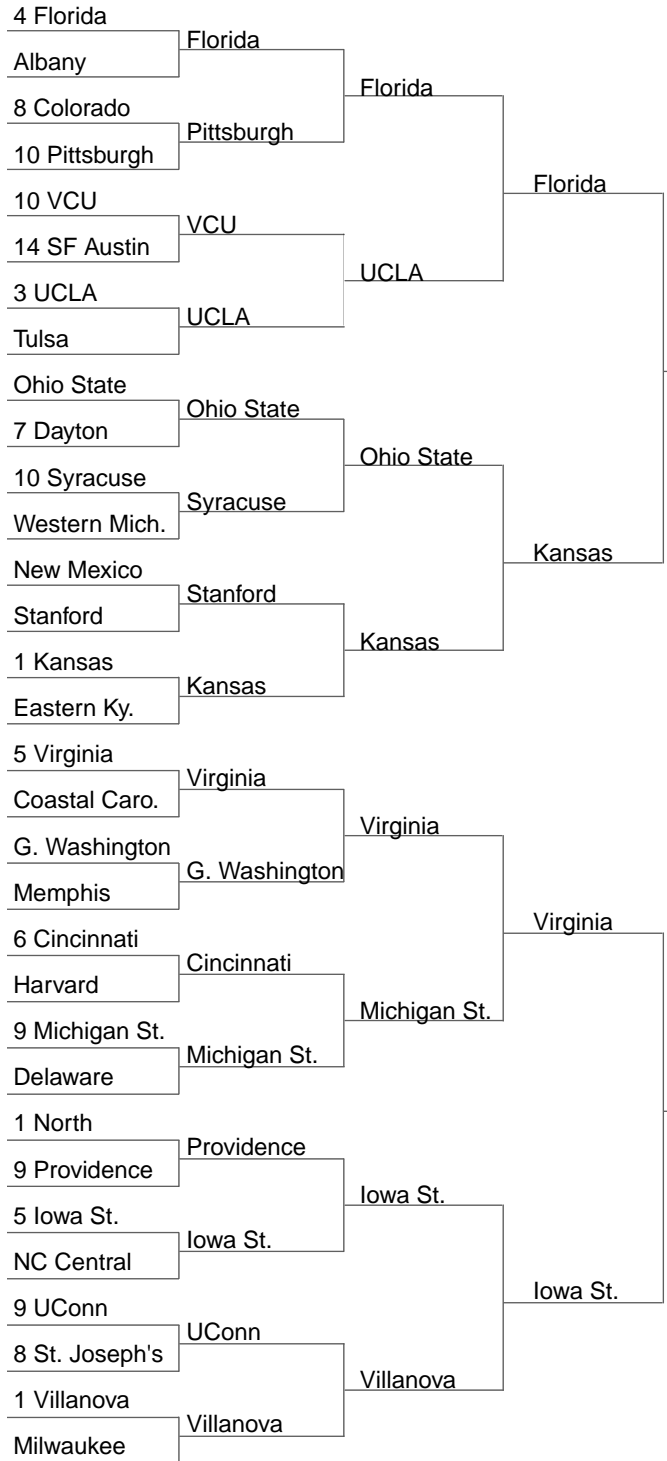 4 Florida
Florida
Albany
Florida
8 Colorado
Pittsburgh
10 Pittsburgh
Florida
10 VCU
VCU
14 SF Austin
UCLA
3 UCLA
UCLA
Tulsa
Ohio State
Ohio State
7 Dayton
Ohio State
10 Syracuse
Syracuse
Western Mich.
Kansas
New Mexico
Stanford
Stanford
Kansas
1 Kansas
Kansas
Eastern Ky.
5 Virginia
Virginia
Coastal Caro.
Virginia
G. Washington
G. Washington
Memphis
Virginia
6 Cincinnati
Cincinnati
Harvard
Michigan St.
9 Michigan St.
Michigan St.
Delaware
1 North
Providence
9 Providence
Iowa St.
5 Iowa St.
Iowa St.
NC Central
Iowa St.
9 UConn
UConn
8 St. Joseph's
Villanova
1 Villanova
Villanova
Milwaukee